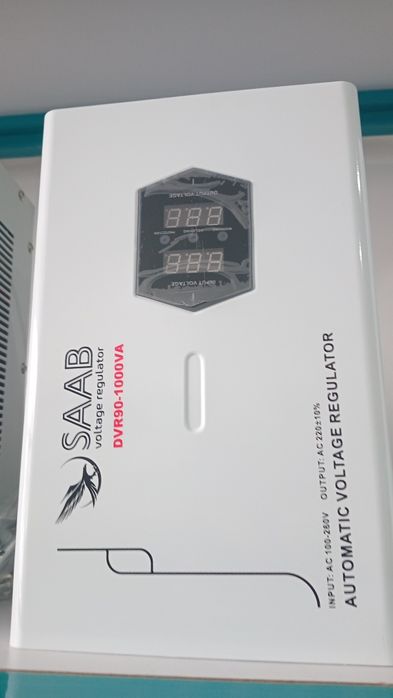 SAAB
voltage regulator
DVR90-1000VA
OUTPUT VOLTAGE
888
888
INPUT VOLTAGE
INPUT: AC 100-260V OUTPUT: AC 220±10%
AUTOMATIC VOLTAGE REGULATOR